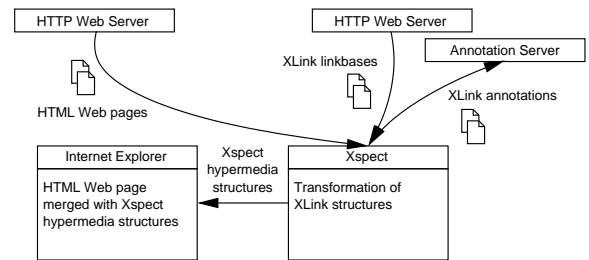 HTTP Web Server
HTTP Web Server
Annotation Server
XLink linkbases
XLink annotations
HTML Web pages
Internet Explorer
Xspect
hypermedia
structures
Xspect
HTML Web page
merged with Xspect
hypermedia structures
Transformation of
XLink structures